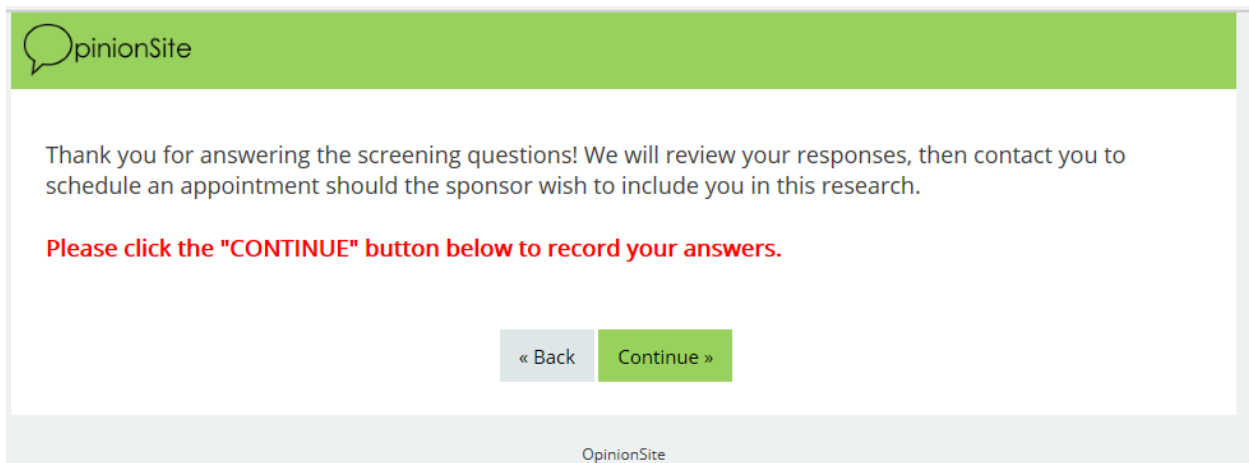 OpinionSite
Thank you for answering the screening questions! We will review your responses, then contact you to
schedule an appointment should the sponsor wish to include you in this research.
Please click the "CONTINUE" button below to record your answers.
« Back
Continue »
OpinionSite